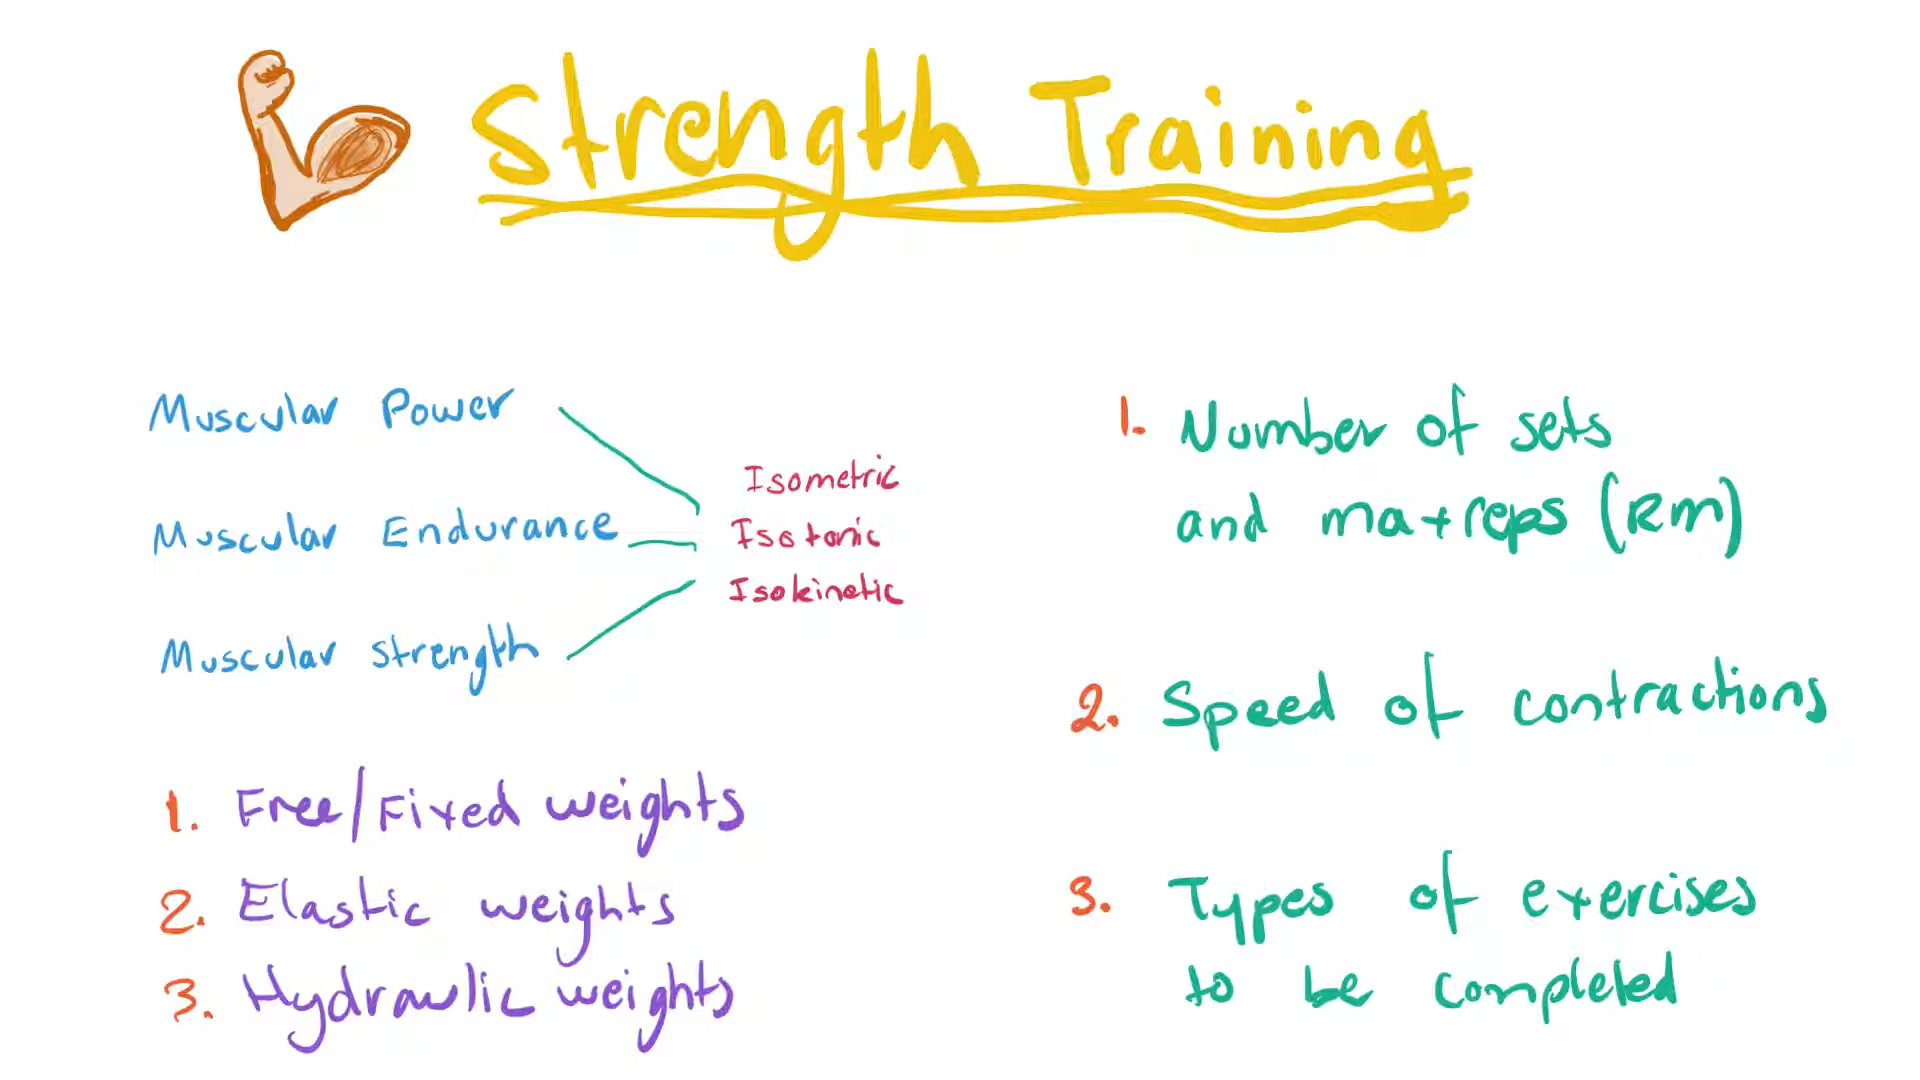 Strength Training
Muscular Power
Muscular Endurance
Muscular strength
Isometric
Isotonic
Isokinetic
1. Free/Fixed weights
2. Elastic weights
3. Hydraulic weights
1. Number of sets
and max reps (RM)
2. Speed of contractions
3. Types of exercises
to be completed